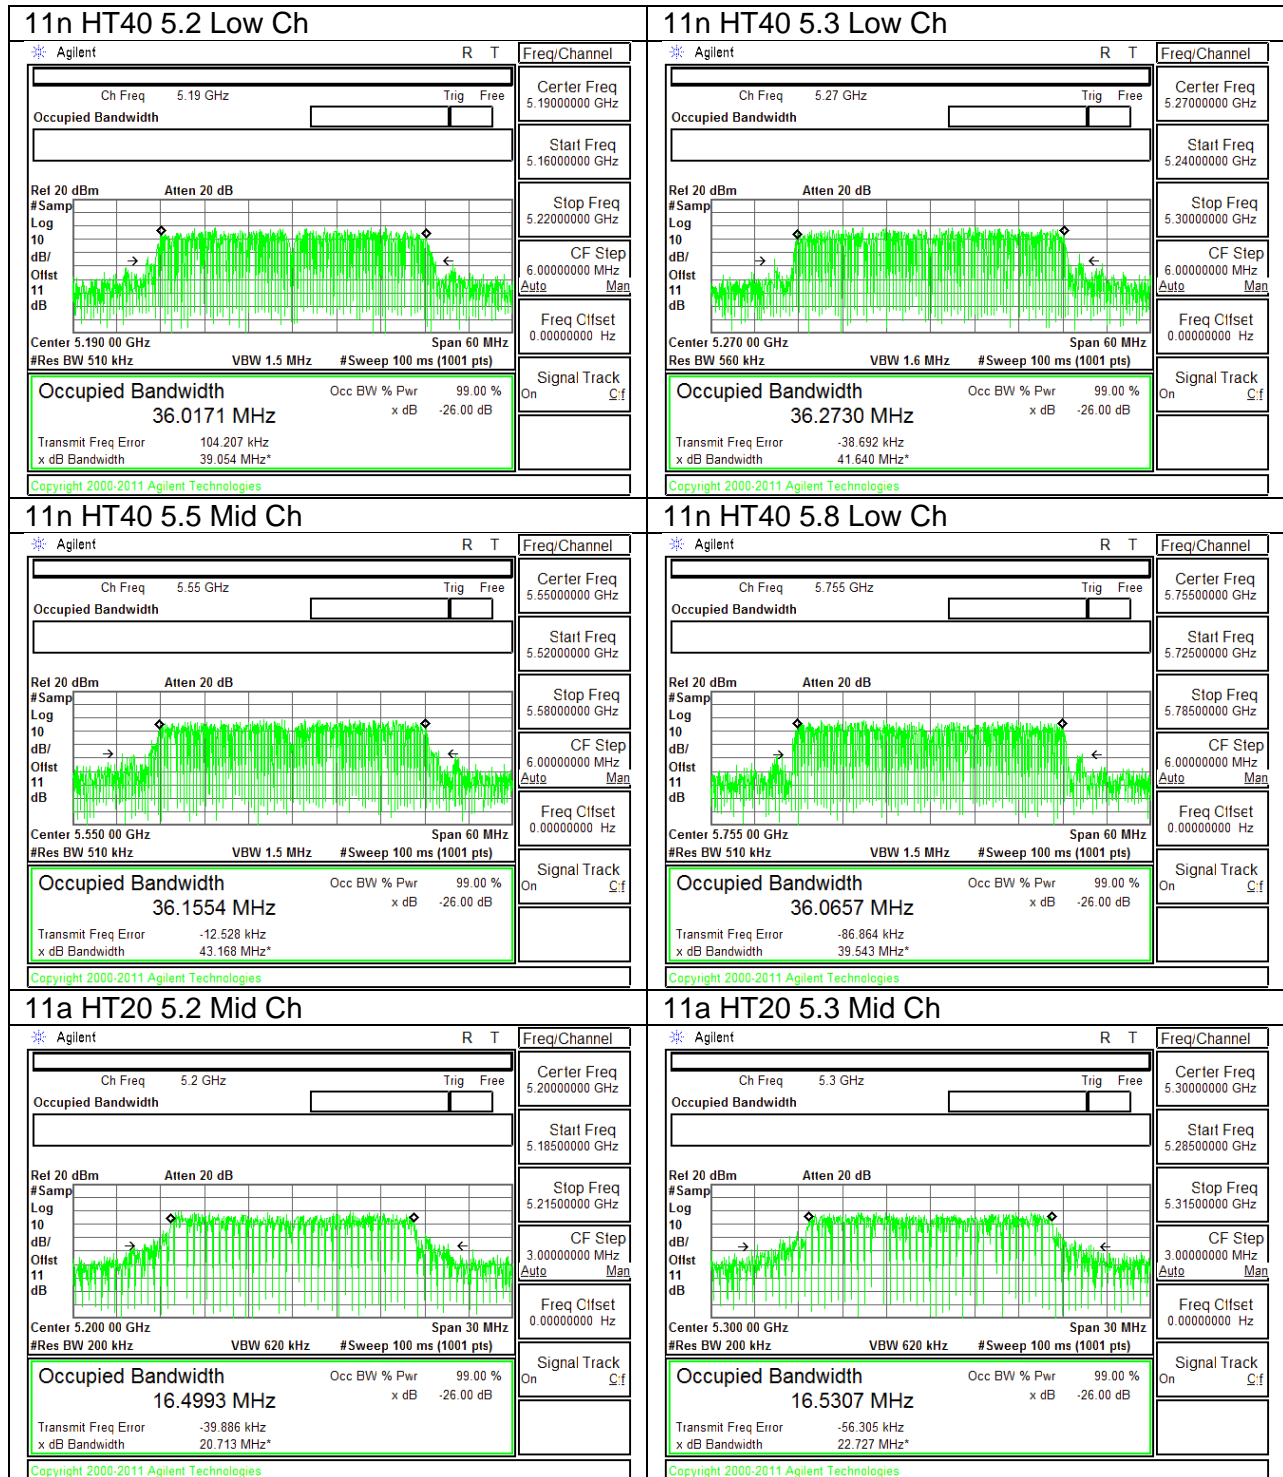 11n HT40 5.2 Low Ch
Agilent R T Freq/Channel
Ch Freq 5.19 GHz Trig Free
Occupied Bandwidth
Center Freq
5.19000000 GHz
Start Freq
5.16000000 GHz
Stop Freq
5.22000000 GHz
CF Step
6.00000000 MHz
Auto Man
Freq Offset
0.00000000 Hz
Signal Track
On Off
Ref 20 dBm Atten 20 dB
#Samp
Log
10
dB/
Offst
11
dB
Center 5.190 00 GHz Span 60 MHz
#Res BW 510 kHz VBW 1.5 MHz #Sweep 100 ms (1001 pts)
Occupied Bandwidth Occ BW % Pwr 99.00 %
36.0171 MHz x dB -26.00 dB
Transmit Freq Error 104.207 kHz
x dB Bandwidth 39.054 MHz*
Copyright 2000-2011 Agilent Technologies
11n HT40 5.3 Low Ch
Agilent R T Freq/Channel
Ch Freq 5.27 GHz Trig Free
Occupied Bandwidth
Center Freq
5.27000000 GHz
Start Freq
5.24000000 GHz
Stop Freq
5.30000000 GHz
CF Step
6.00000000 MHz
Auto Man
Freq Offset
0.00000000 Hz
Signal Track
On Off
Ref 20 dBm Atten 20 dB
#Samp
Log
10
dB/
Offst
11
dB
Center 5.270 00 GHz Span 60 MHz
Res BW 560 kHz VBW 1.6 MHz #Sweep 100 ms (1001 pts)
Occupied Bandwidth Occ BW % Pwr 99.00 %
36.2730 MHz x dB -26.00 dB
Transmit Freq Error -38.692 kHz
x dB Bandwidth 41.640 MHz*
Copyright 2000-2011 Agilent Technologies
11n HT40 5.5 Mid Ch
Agilent R T Freq/Channel
Ch Freq 5.55 GHz Trig Free
Occupied Bandwidth
Center Freq
5.55000000 GHz
Start Freq
5.52000000 GHz
Stop Freq
5.58000000 GHz
CF Step
6.00000000 MHz
Auto Man
Freq Offset
0.00000000 Hz
Signal Track
On Off
Ref 20 dBm Atten 20 dB
#Samp
Log
10
dB/
Offst
11
dB
Center 5.550 00 GHz Span 60 MHz
#Res BW 510 kHz VBW 1.5 MHz #Sweep 100 ms (1001 pts)
Occupied Bandwidth Occ BW % Pwr 99.00 %
36.1554 MHz x dB -26.00 dB
Transmit Freq Error -12.528 kHz
x dB Bandwidth 43.168 MHz*
Copyright 2000-2011 Agilent Technologies
11n HT40 5.8 Low Ch
Agilent R T Freq/Channel
Ch Freq 5.755 GHz Trig Free
Occupied Bandwidth
Center Freq
5.75500000 GHz
Start Freq
5.72500000 GHz
Stop Freq
5.78500000 GHz
CF Step
6.00000000 MHz
Auto Man
Freq Offset
0.00000000 Hz
Signal Track
On Off
Ref 20 dBm Atten 20 dB
#Samp
Log
10
dB/
Offst
11
dB
Center 5.755 00 GHz Span 60 MHz
#Res BW 510 kHz VBW 1.5 MHz #Sweep 100 ms (1001 pts)
Occupied Bandwidth Occ BW % Pwr 99.00 %
36.0657 MHz x dB -26.00 dB
Transmit Freq Error -86.864 kHz
x dB Bandwidth 39.543 MHz*
Copyright 2000-2011 Agilent Technologies
11a HT20 5.2 Mid Ch
Agilent R T Freq/Channel
Ch Freq 5.2 GHz Trig Free
Occupied Bandwidth
Center Freq
5.20000000 GHz
Start Freq
5.18500000 GHz
Stop Freq
5.21500000 GHz
CF Step
3.00000000 MHz
Auto Man
Freq Offset
0.00000000 Hz
Signal Track
On Off
Ref 20 dBm Atten 20 dB
#Samp
Log
10
dB/
Offst
11
dB
Center 5.200 00 GHz Span 30 MHz
#Res BW 200 kHz VBW 620 kHz #Sweep 100 ms (1001 pts)
Occupied Bandwidth Occ BW % Pwr 99.00 %
16.4993 MHz x dB -26.00 dB
Transmit Freq Error -39.886 kHz
x dB Bandwidth 20.713 MHz*
Copyright 2000-2011 Agilent Technologies
11a HT20 5.3 Mid Ch
Agilent R T Freq/Channel
Ch Freq 5.3 GHz Trig Free
Occupied Bandwidth
Center Freq
5.30000000 GHz
Start Freq
5.28500000 GHz
Stop Freq
5.31500000 GHz
CF Step
3.00000000 MHz
Auto Man
Freq Offset
0.00000000 Hz
Signal Track
On Off
Ref 20 dBm Atten 20 dB
#Samp
Log
10
dB/
Offst
11
dB
Center 5.300 00 GHz Span 30 MHz
#Res BW 200 kHz VBW 620 kHz #Sweep 100 ms (1001 pts)
Occupied Bandwidth Occ BW % Pwr 99.00 %
16.5307 MHz x dB -26.00 dB
Transmit Freq Error -56.305 kHz
x dB Bandwidth 22.727 MHz*
Copyright 2000-2011 Agilent Technologies